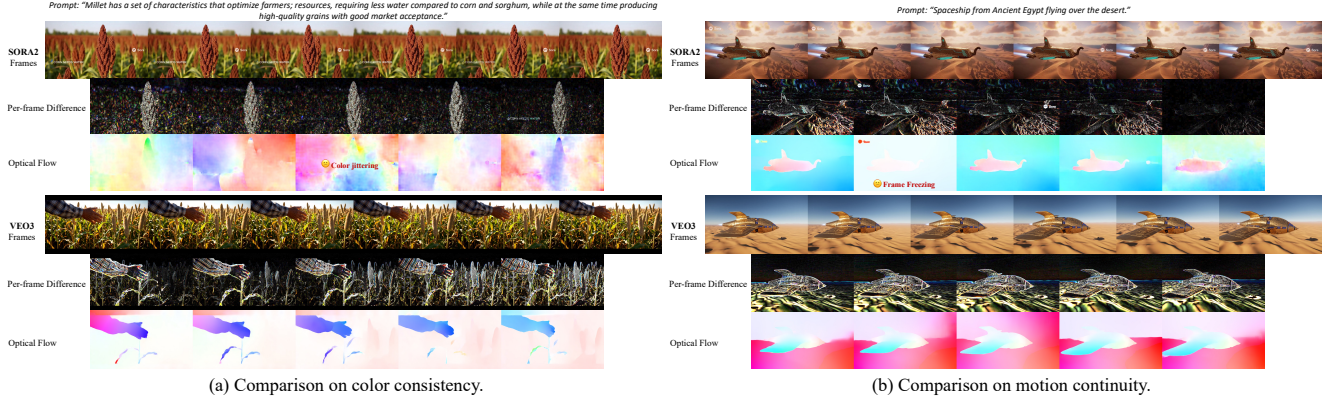 Prompt: “Millet has a set of characteristics that optimize farmers; resources, requiring less water compared to corn and sorghum, while at the same time producing
high-quality grains with good market acceptance.”
SORA2
Frames
Per-frame Difference
Optical Flow
Color jittering
VEO3
Frames
Per-frame Difference
Optical Flow
(a) Comparison on color consistency.
Prompt: “Spaceship from Ancient Egypt flying over the desert.”
SORA2
Frames
Per-frame Difference
Optical Flow
Frame Freezing
VEO3
Frames
Per-frame Difference
Optical Flow
(b) Comparison on motion continuity.